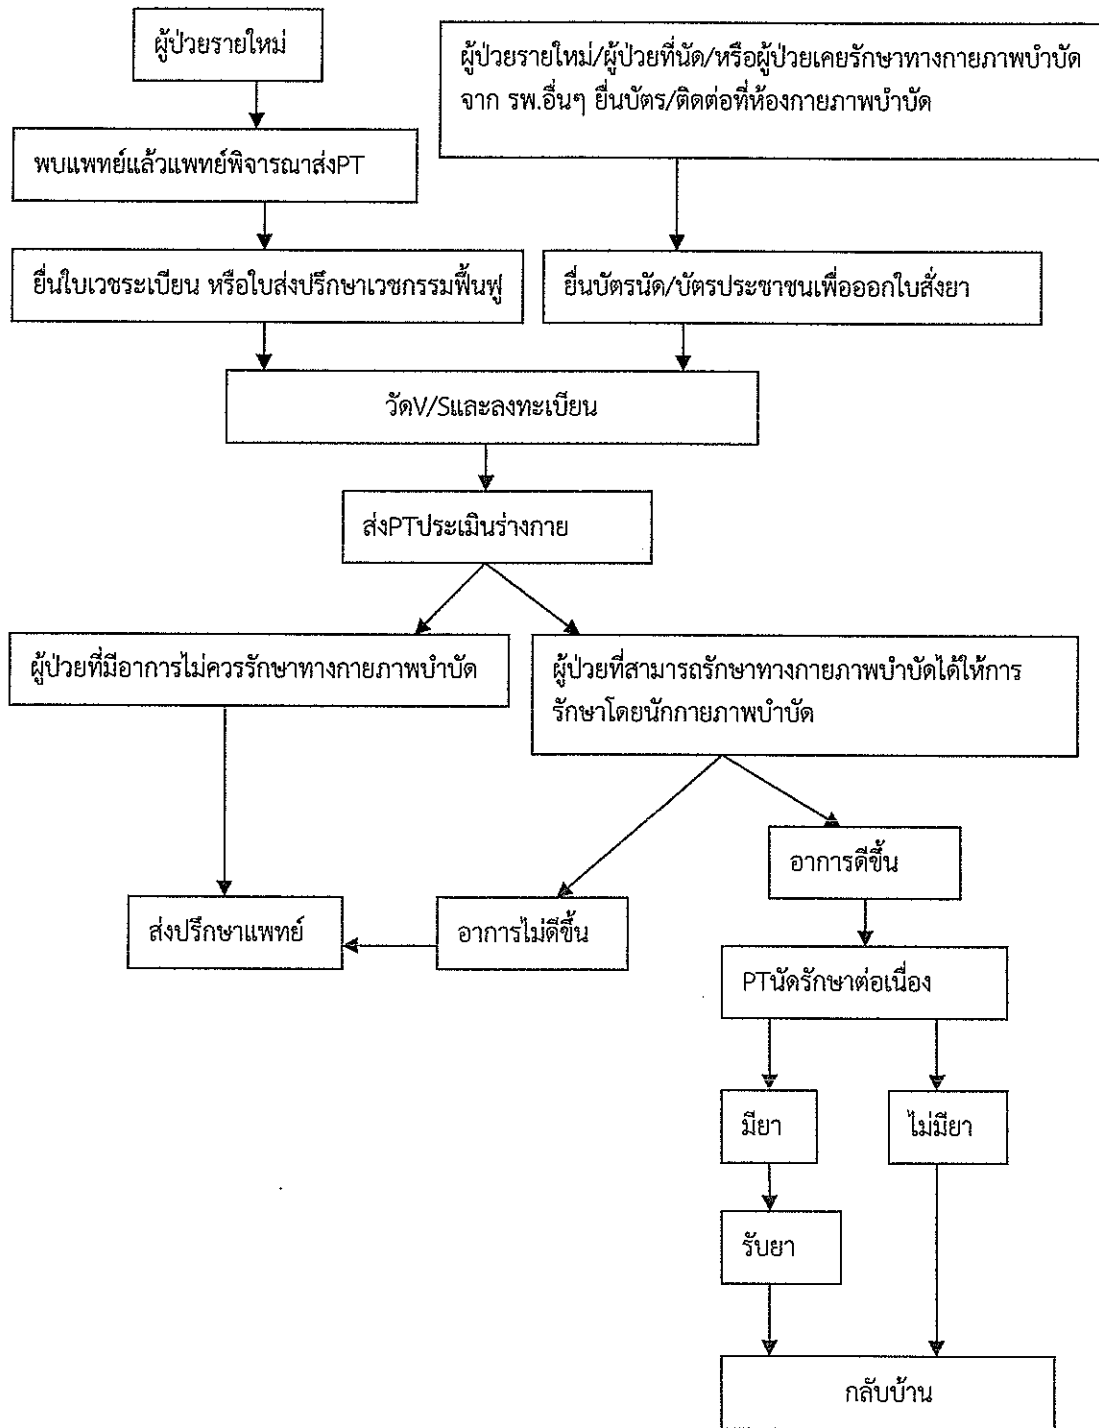 ผู้ป่วยรายใหม่
ผู้ป่วยรายใหม่/ผู้ป่วยที่นัด/หรือผู้ป่วยเคยรักษาทางกายภาพบำบัด
จาก รพ.อื่นๆ ยื่นบัตร/ติดต่อที่ห้องกายภาพบำบัด
พบแพทย์แล้วแพทย์พิจารณาส่งPT
ยื่นใบเวชระเบียน หรือใบส่งปรึกษาเวชกรรมฟื้นฟู
ยื่นบัตรนัด/บัตรประชาชนเพื่อออกใบสั่งยา
วัดV/Sและลงทะเบียน
ส่งPTประเมินร่างกาย
ผู้ป่วยที่มีอาการไม่ควรรักษาทางกายภาพบำบัด
ผู้ป่วยที่สามารถรักษาทางกายภาพบำบัดได้ให้การ
รักษาโดยนักกายภาพบำบัด
อาการดีขึ้น
ส่งปรึกษาแพทย์
อาการไม่ดีขึ้น
PTนัดรักษาต่อเนื่อง
มียา
ไม่มียา
รับยา
กลับบ้าน